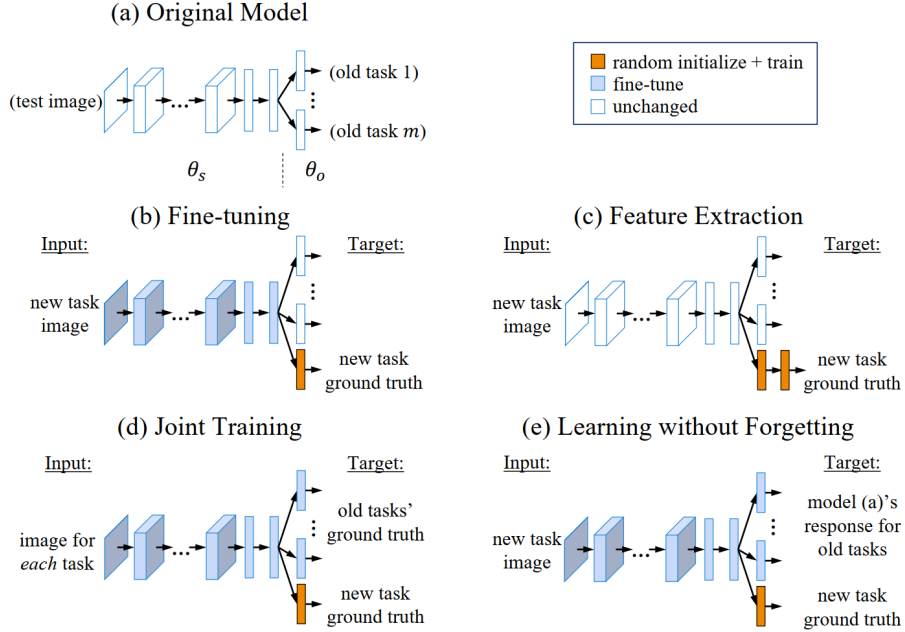 (a) Original Model
(test image)
...
(old task 1)
...
(old task m)
θs
θo
random initialize + train
fine-tune
unchanged
(b) Fine-tuning
Input:
Target:
new task
image
...
...
new task
ground truth
(c) Feature Extraction
Input:
Target:
new task
image
...
...
new task
ground truth
(d) Joint Training
Input:
Target:
image for
each task
...
old tasks'
...
ground truth
new task
ground truth
(e) Learning without Forgetting
Input:
Target:
new task
image
...
...
model (a)'s
response for
old tasks
new task
ground truth